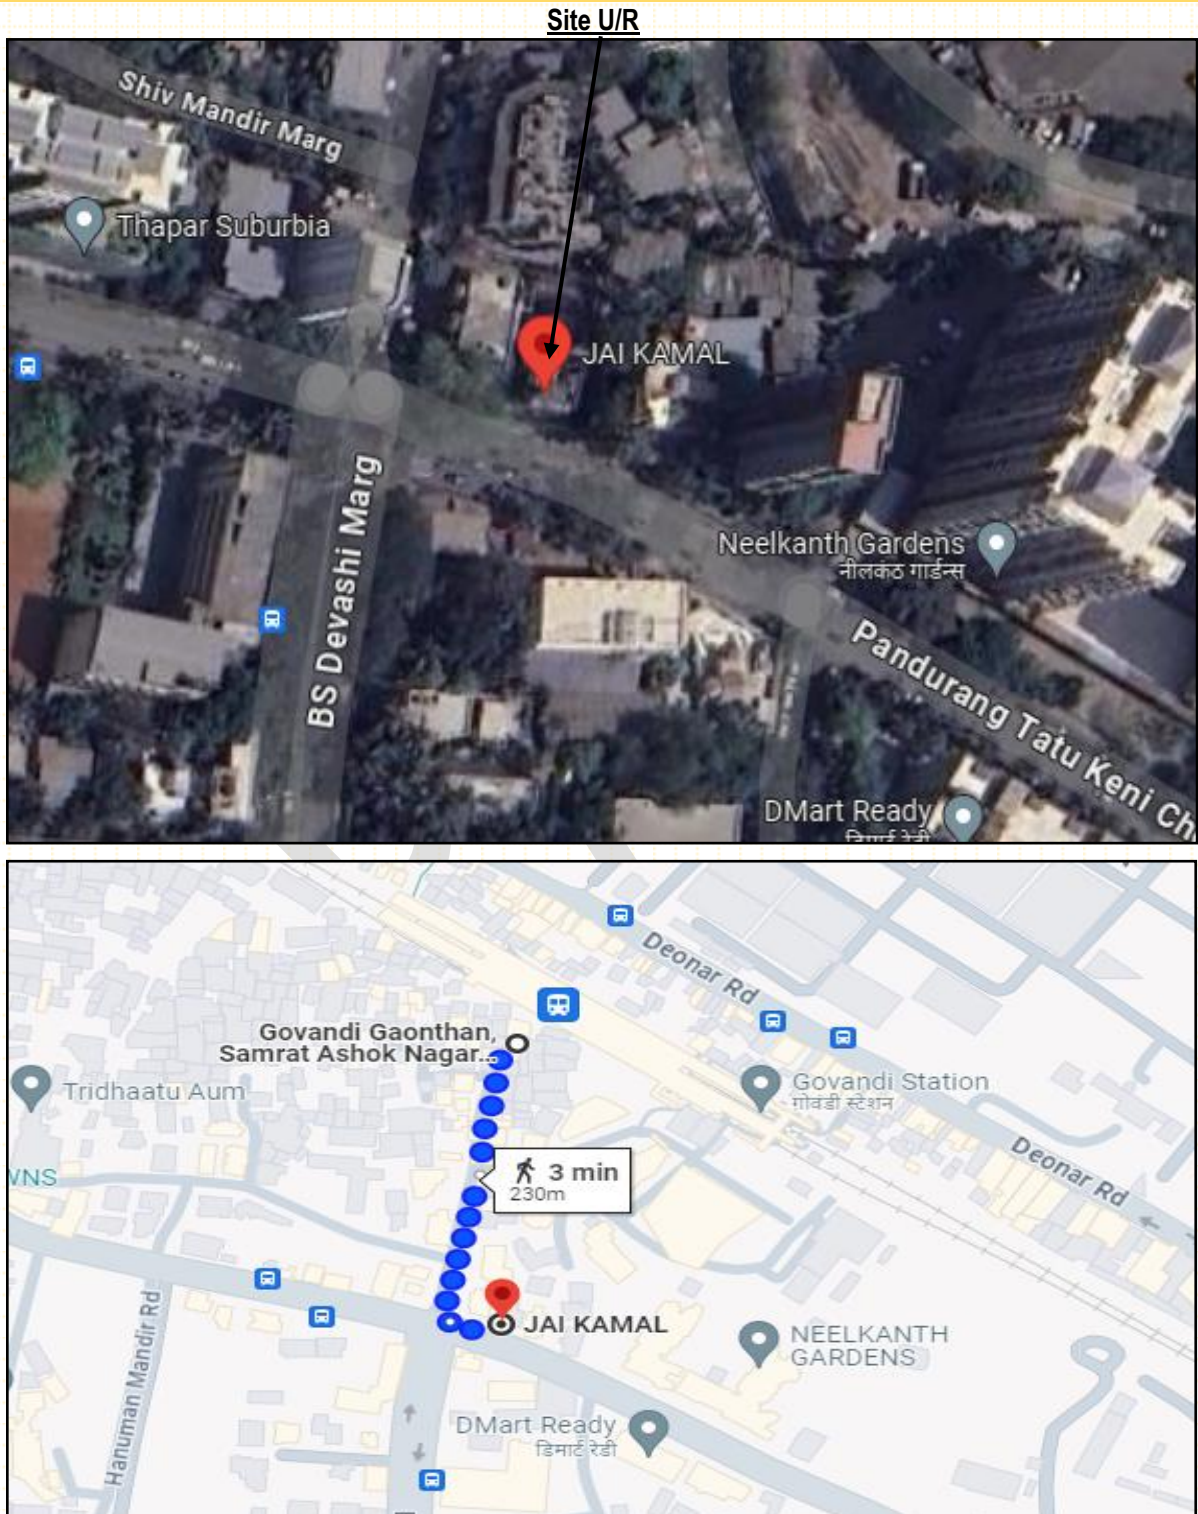 Site U/R
Shiv Mandir Marg
Thapar Suburbia
JAI KAMAL
BS Devashi Marg
Neelkanth Gardens
नीलकंठ गार्डन्स
Pandurang Tatu Keni Ch
DMart Ready
Deonar Rd
Govandi Gaonthan,
Samrat Ashok Nagar...
Tridhaatu Aum
Govandi Station
गोवंडी स्टेशन
Deonar Rd
WNS
3 min
230m
Hanuman Mandir Rd
JAI KAMAL
NEELKANTH
GARDENS
DMart Ready
डिमार्ट रेडी